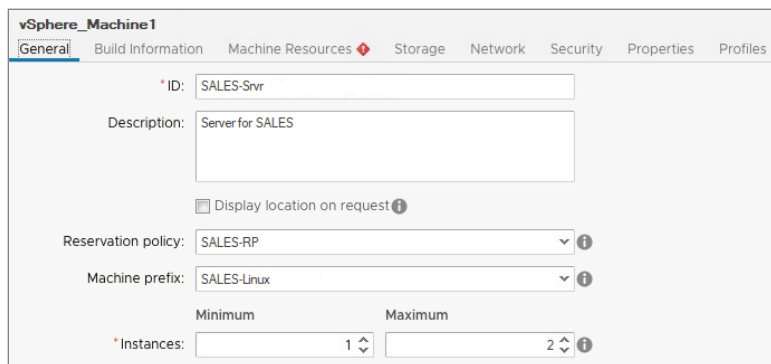 vSphere_Machine1
General Build Information Machine Resources Storage Network Security Properties Profiles
*ID: SALES-Srvr
Description: Server for SALES
Display location on request
Reservation policy: SALES-RP
Machine prefix: SALES-Linux
Minimum Maximum
*Instances: 1 2